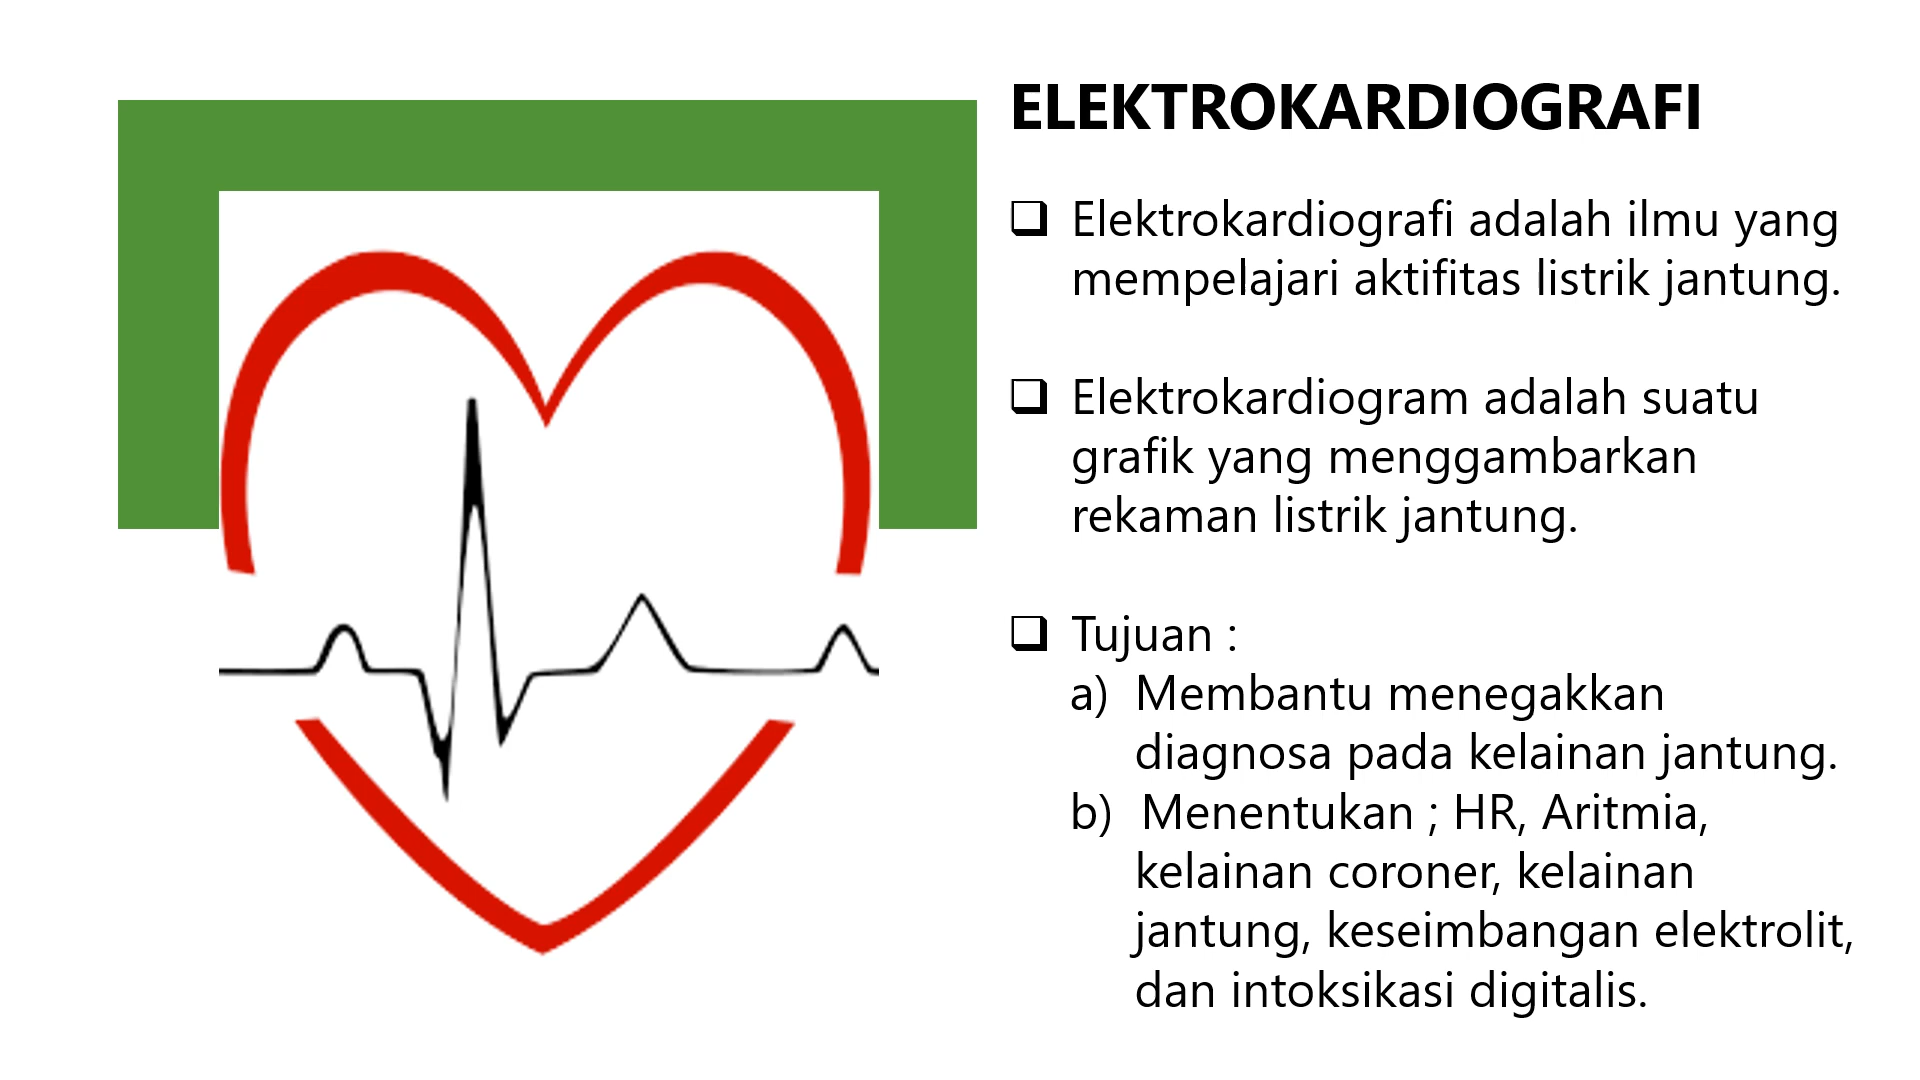 ELEKTROKARDIOGRAFI
❑ Elektrokardiografi adalah ilmu yang
mempelajari aktifitas listrik jantung.
❑ Elektrokardiogram adalah suatu
grafik yang menggambarkan
rekaman listrik jantung.
❑ Tujuan :
a) Membantu menegakkan
diagnosa pada kelainan jantung.
b) Menentukan ; HR, Aritmia,
kelainan coroner, kelainan
jantung, keseimbangan elektrolit,
dan intoksikasi digitalis.